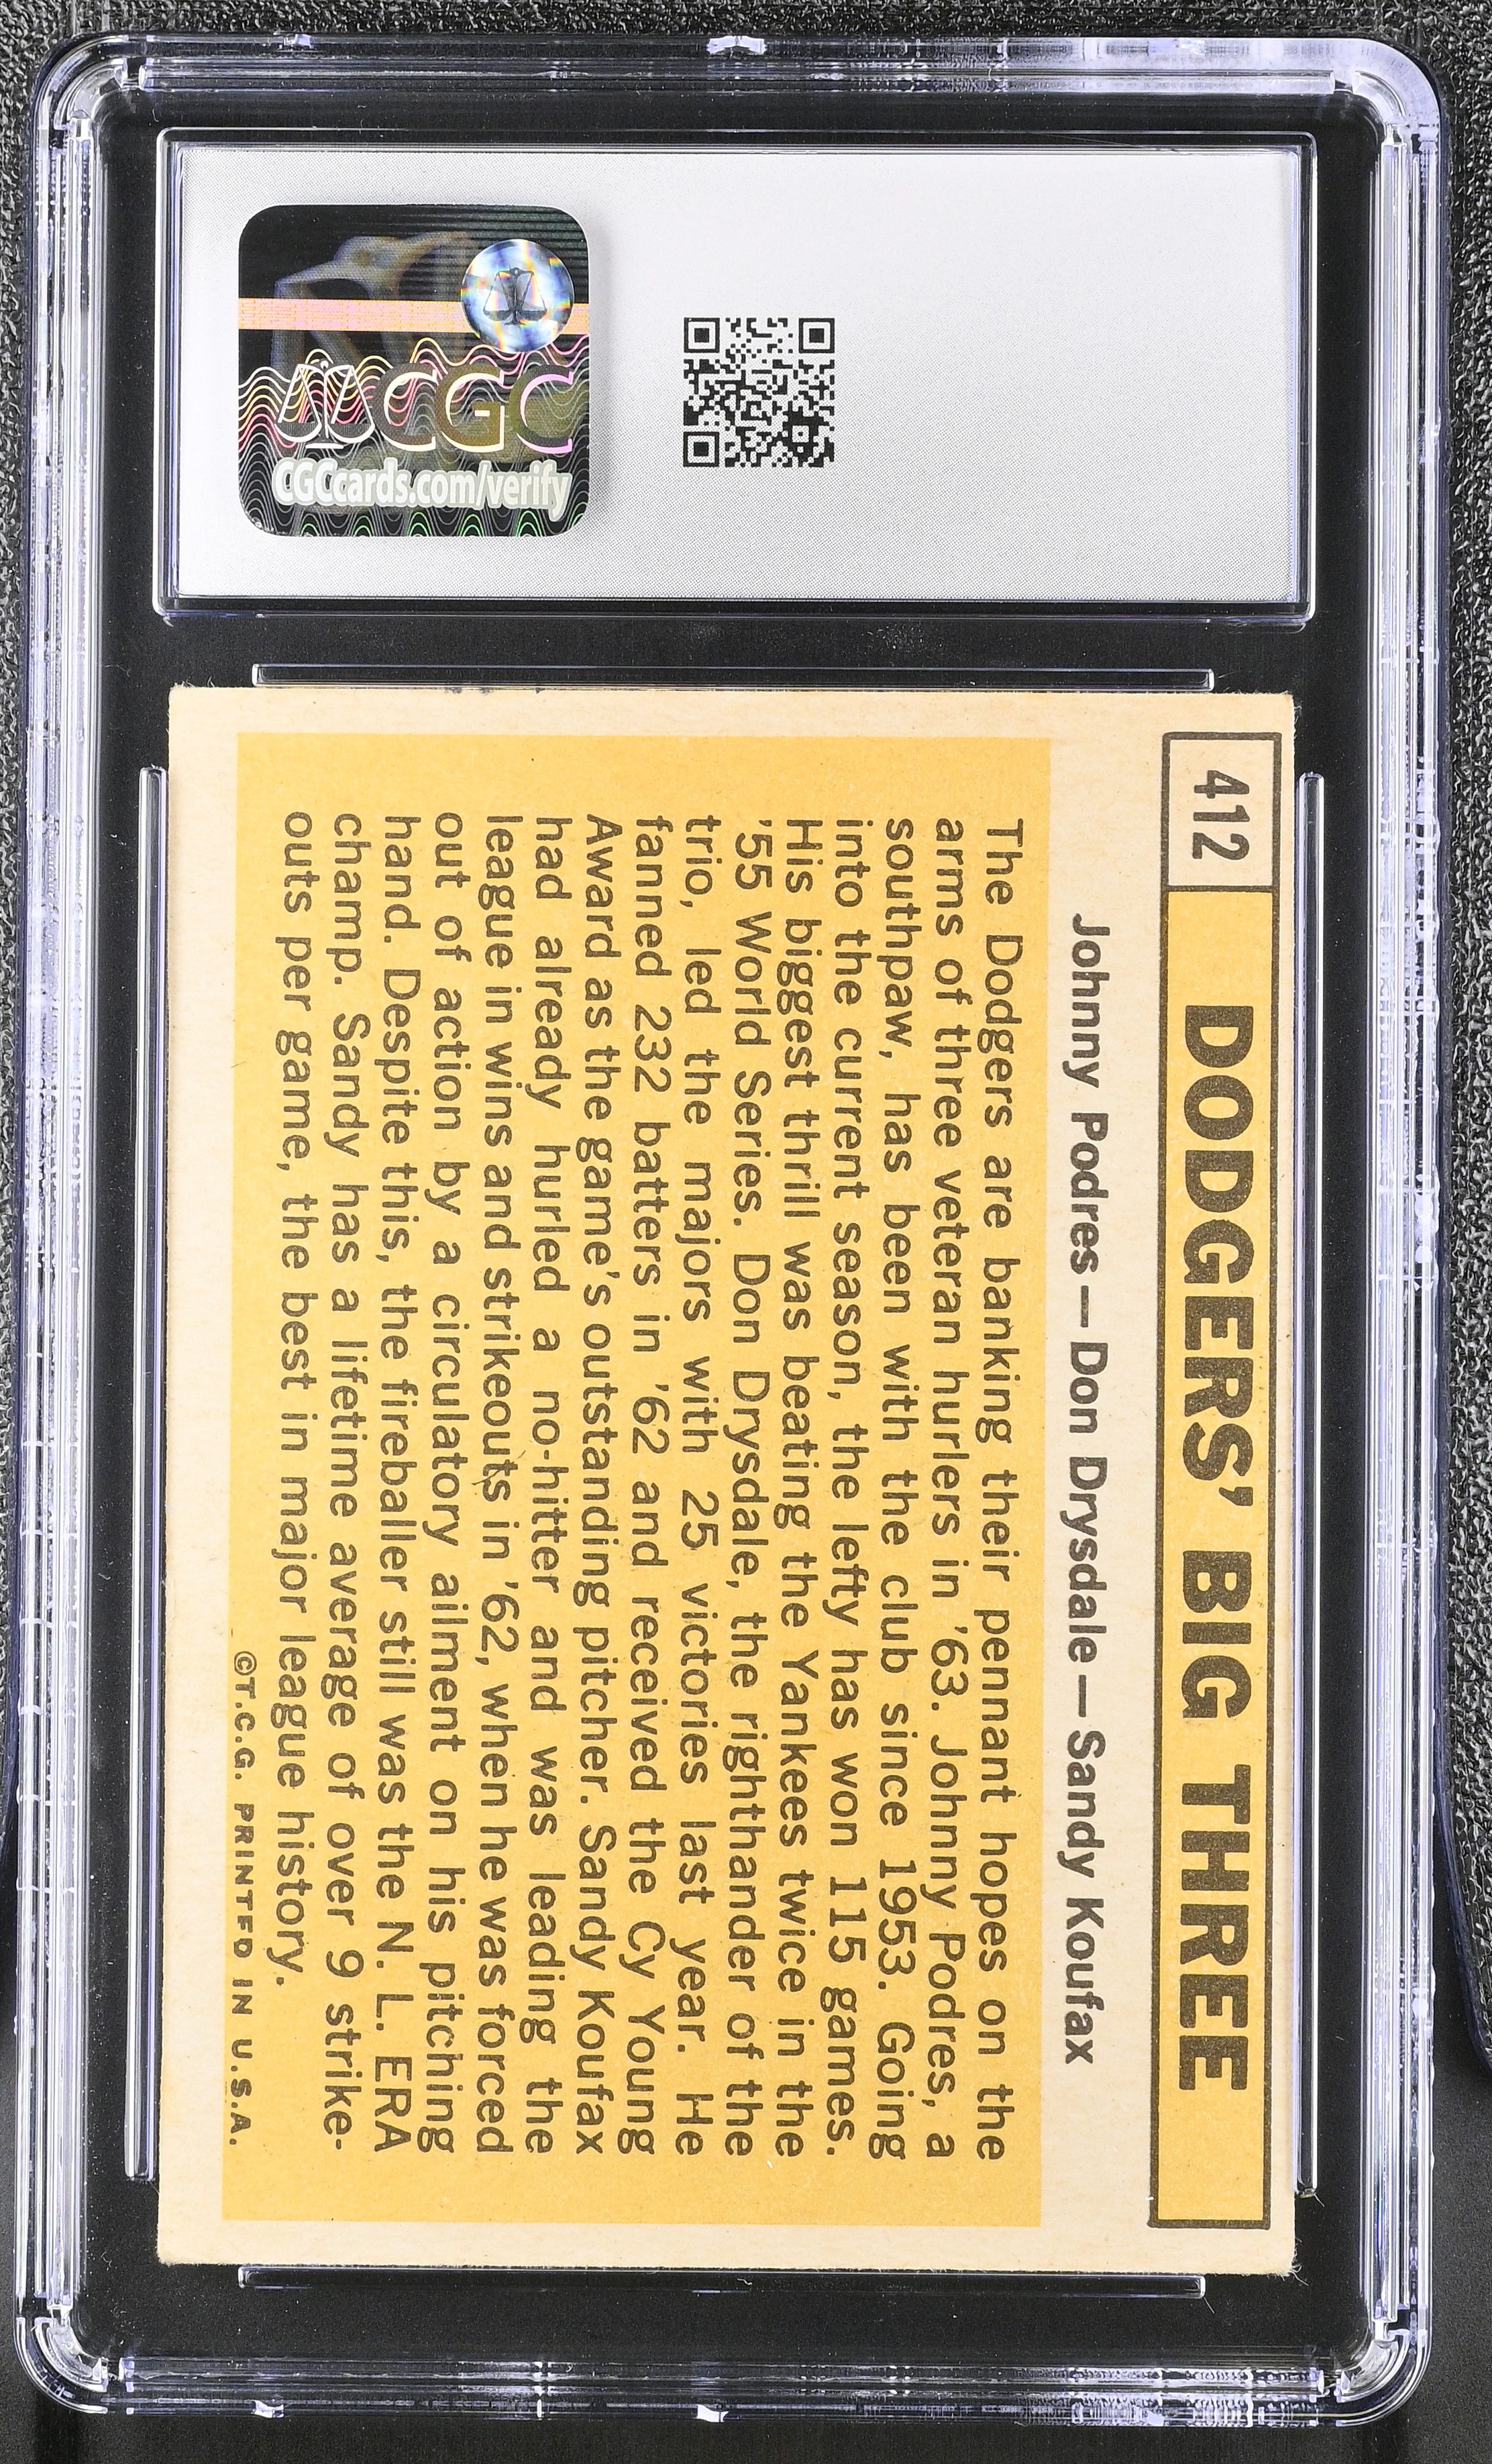 CGC
CGCcards.com/verify
412
DODGERS' BIG THREE
Johnny Podres — Don Drysdale — Sandy Koufax
The Dodgers are banking their pennant hopes on the
arms of three veteran hurlers in '63. Johnny Podres, a
southpaw, has been with the club since 1953. Going
into the current season, the lefty has won 115 games.
His biggest thrill was beating the Yankees twice in the
'55 World Series. Don Drysdale, the righthander of the
trio, led the majors with 25 victories last year. He
fanned 232 batters in '62 and received the Cy Young
Award as the game's outstanding pitcher. Sandy Koufax
had already hurled a no-hitter and was leading the
league in wins and strikeouts in '62, when he was forced
out of action by a circulatory ailment on his pitching
hand. Despite this, the fireballer still was the N. L. ERA
champ. Sandy has a lifetime average of over 9 strike-
outs per game, the best in major league history.
©T.C.G. PRINTED IN U.S.A.